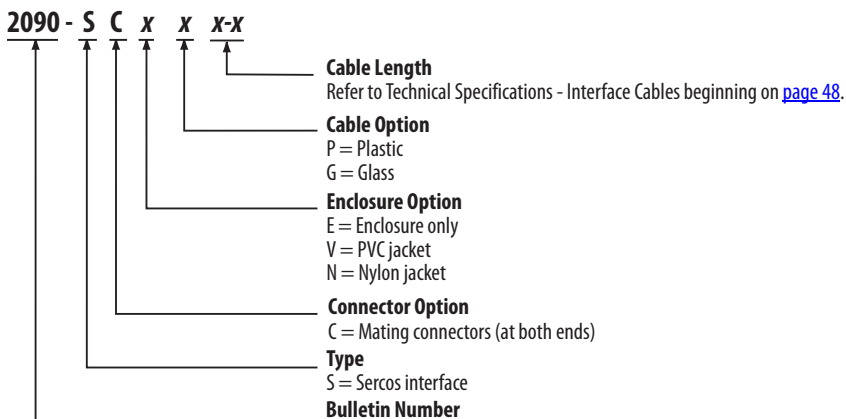 2090 - S C x x x-x
Cable Length
Refer to Technical Specifications - Interface Cables beginning on page 48.
Cable Option
P = Plastic
G = Glass
Enclosure Option
E = Enclosure only
V = PVC jacket
N = Nylon jacket
Connector Option
C = Mating connectors (at both ends)
Type
S = Sercos interface
Bulletin Number